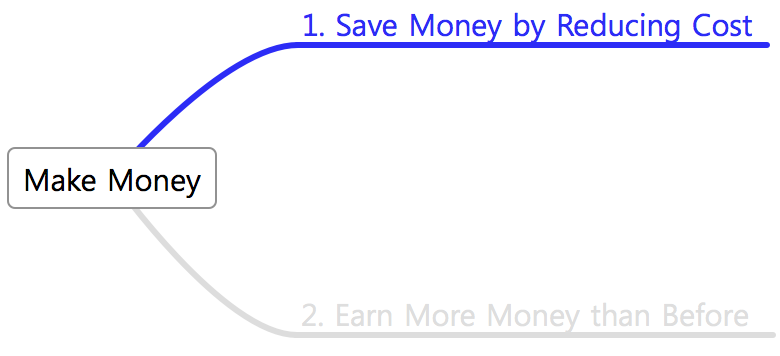 1. Save Money by Reducing Cost
Make Money
2. Earn More Money than Before